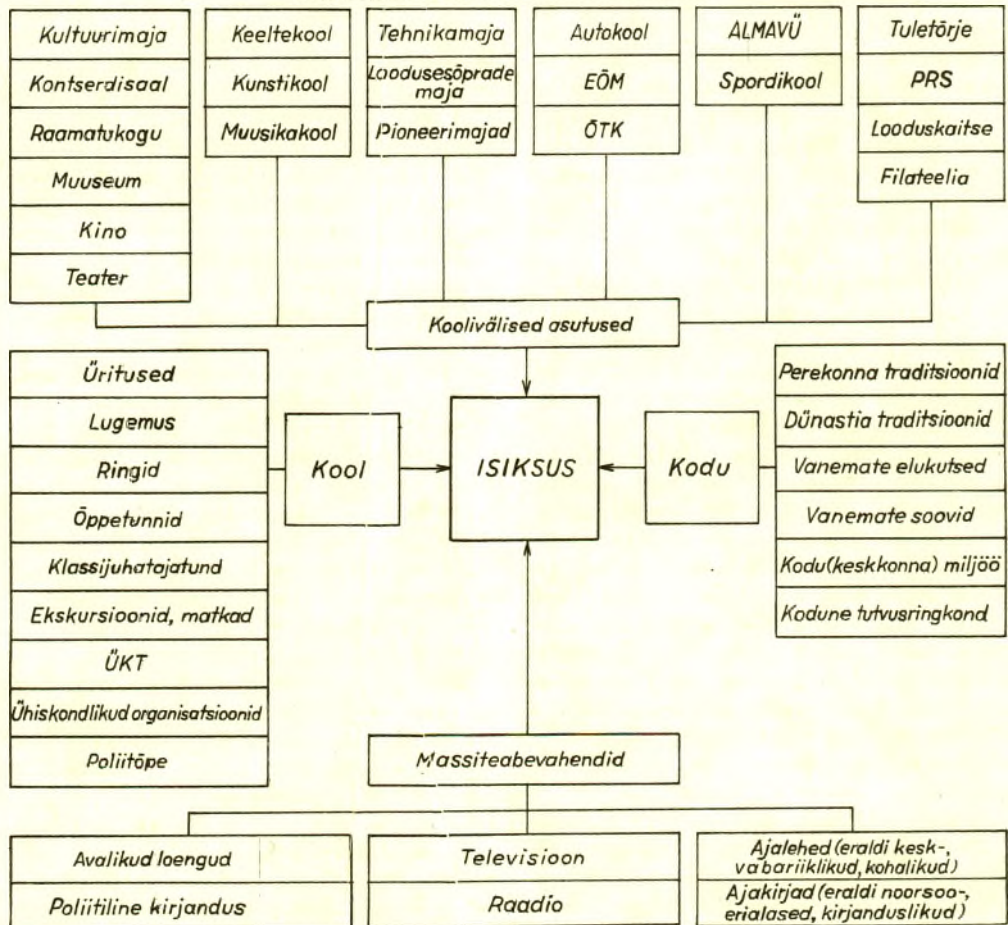 Kultuurimaja
Kontserdisaal
Raamatukogu
Muuseum
Kino
Teater
Keeltekool
Kunstikool
Muusikakool
Tehnikamaja
Loodusesõprade
maja
Pioneerimajad
Autokool
EÕM
ÕTK
ALMAVÜ
Spordikool
Tuletõrje
PRS
Looduskaitse
Filateelia
Koolivälised asutused
Üritused
Lugemus
Ringid
Õppetunnid
Klassijuhatajatund
Ekskursioonid, matkad
ÜKT
Ühiskondlikud organisatsioonid
Poliitõpe
Kool
ISIKSUS
Kodu
Perekonna traditsioonid
Dünastia traditsioonid
Vanemate elukutsed
Vanemate soovid
Kodu(keskkonna) miljöö
Kodune tutvusringkond
Massiteabevahendid
Avalikud loengud
Poliitiline kirjandus
Televisioon
Raadio
Ajalehed (eraldi kesk-,
vabariiklikud, kohalikud)
Ajakirjad (eraldi noorsoo-,
erialased, kirjanduslikud)